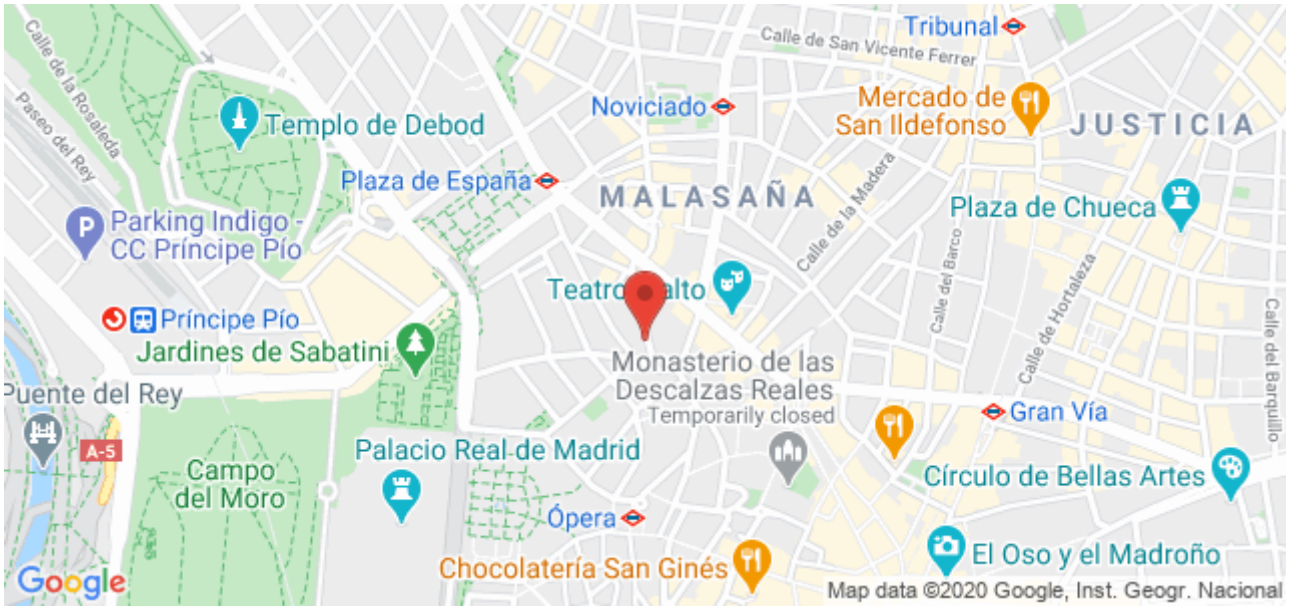 Tribunal
Calle de San Vicente Ferrer
Calle de la Rosaleda
Paseo del Rey
Noviciado
Mercado de
San Ildefonso
JUSTICIA
Templo de Debod
Plaza de España
MALASAÑA
Calle de la Madera
Plaza de Chueca
P
Parking Indigo -
CC Príncipe Pío
Calle del Barco
Calle de Hortaleza
Calle del Barquillo
Príncipe Pío
Jardines de Sabatini
Monasterio de las
Descalzas Reales
Temporarily closed
Puente del Rey
A-5
Gran Vía
Palacio Real de Madrid
Campo
del Moro
Círculo de Bellas Artes
Ópera
El Oso y el Madroño
Chocolatería San Ginés
Google
Map data ©2020 Google, Inst. Geogr. Nacional